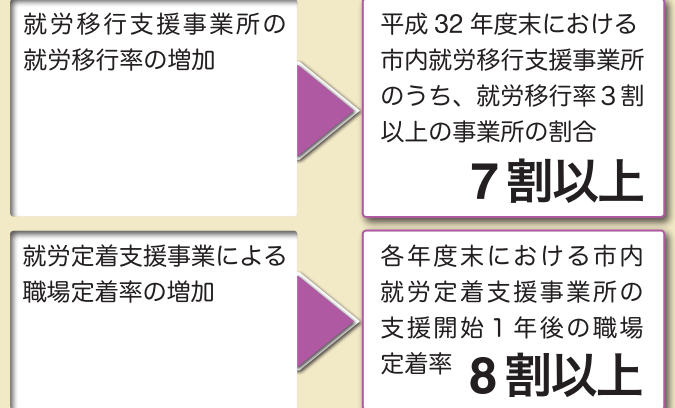 就労移行支援事業所の
就労移行率の増加
平成 32 年度末における
市内就労移行支援事業所
のうち、就労移行率３割
以上の事業所の割合
７割以上
就労定着支援事業による
職場定着率の増加
各年度末における市内
就労定着支援事業所の
支援開始１年後の職場
定着率 ８割以上